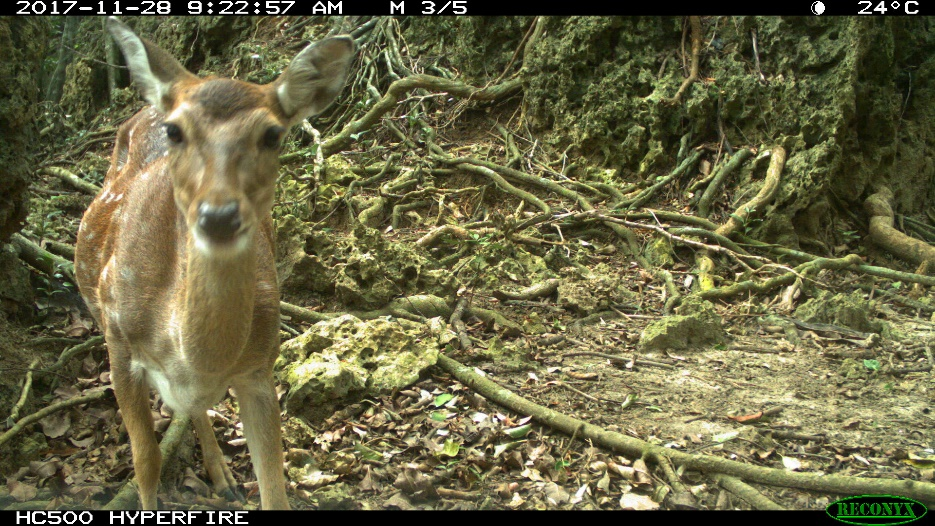 2017-11-28 9:22:57 AM M 3/5 24°C
HC500 HYPERFIRE RECONYX